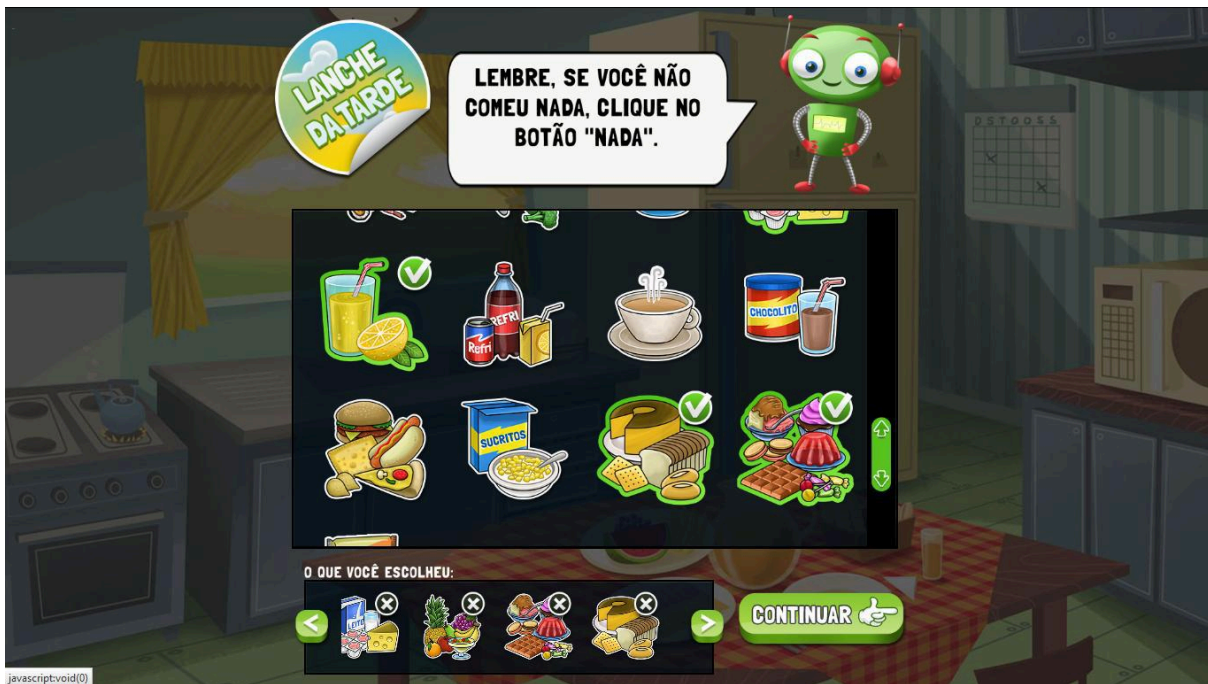 LANCHE
DA TARDE
LEMBRE, SE VOCÊ NÃO
COMEU NADA, CLIQUE NO
BOTÃO "NADA".
D S T Q Q S S
REFRI
Refri
CHOCOLITO
SUCRITOS
O QUE VOCÊ ESCOLHEU:
LEITE
<
>
CONTINUAR
javascript:void(0)